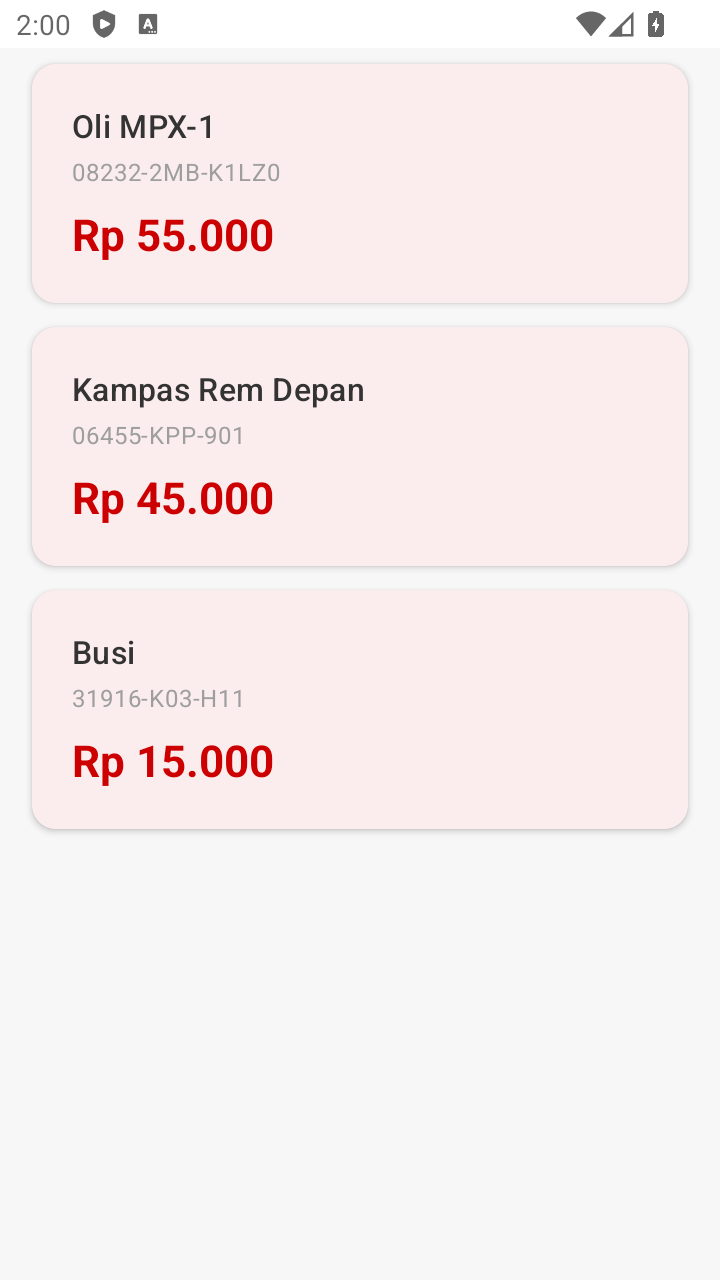 2:00
Oli MPX-1
08232-2MB-K1LZ0
Rp 55.000
Kampas Rem Depan
06455-KPP-901
Rp 45.000
Busi
31916-K03-H11
Rp 15.000